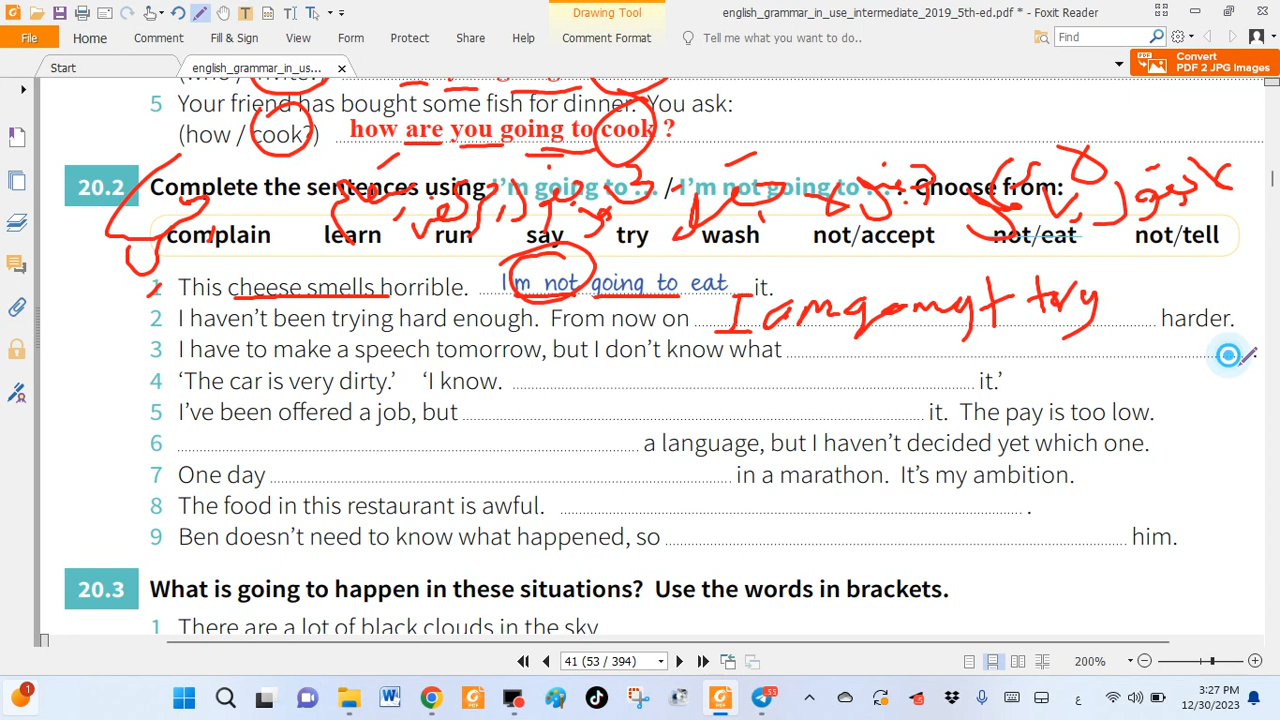 english_grammar_in_use_intermediate_2019_5th-ed.pdf * - Foxit Reader
Drawing Tool
File Home Comment Fill & Sign View Form Protect Share Help Comment Format Tell me what you want to do.. Find
Convert
PDF 2 JPG Images
Start english_grammar_in_us...
5 Your friend has bought some fish for dinner. You ask:
(how / cook?) how are you going to cook ?
20.2 Complete the sentences using I'm going to ... / I'm not going to ... . Choose from:
complain learn run say try wash not/accept not/eat not/tell
1 This cheese smells horrible. I'm not going to eat it.
2 I haven't been trying hard enough. From now on I am going t try harder.
3 I have to make a speech tomorrow, but I don't know what .
4 ‘The car is very dirty.’ ‘I know. it.’
5 I've been offered a job, but it. The pay is too low.
6 a language, but I haven't decided yet which one.
7 One day in a marathon. It's my ambition.
8 The food in this restaurant is awful. .
9 Ben doesn't need to know what happened, so him.
20.3 What is going to happen in these situations? Use the words in brackets.
1 There are a lot of black clouds in the sky
41 (53 / 394) 200%
1 55 ع 3:27 PM
12/30/2023